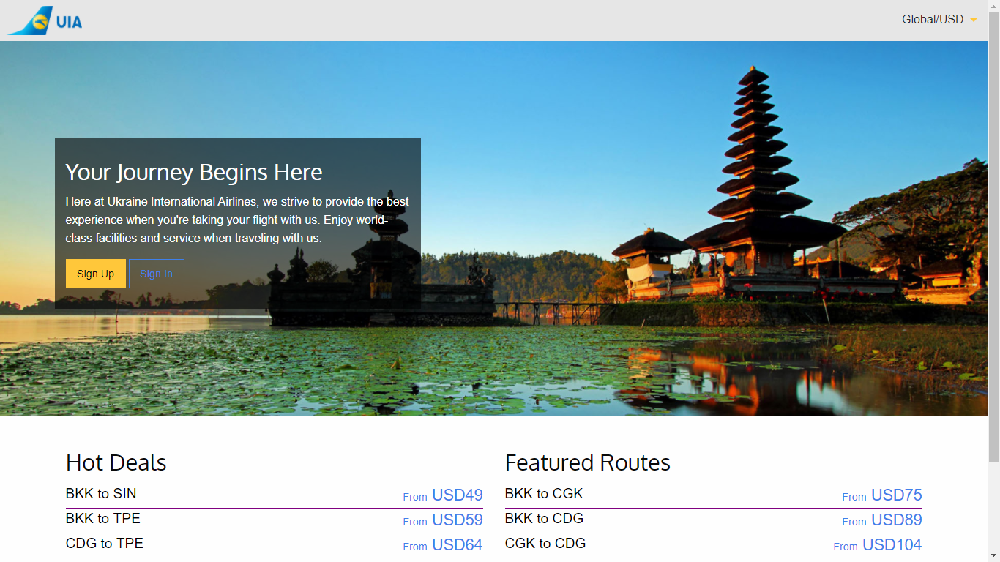 UIA
Global/USD
Your Journey Begins Here
Here at Ukraine International Airlines, we strive to provide the best
experience when you're taking your flight with us. Enjoy world-
class facilities and service when traveling with us.
Sign Up
Sign In
Hot Deals
BKK to SIN From USD49
BKK to TPE From USD59
CDG to TPE From USD64
Featured Routes
BKK to CGK From USD75
BKK to CDG From USD89
CGK to CDG From USD104